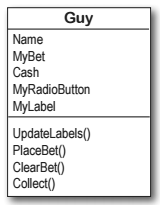 Guy
Name
MyBet
Cash
MyRadioButton
MyLabel
UpdateLabels()
PlaceBet()
ClearBet()
Collect()